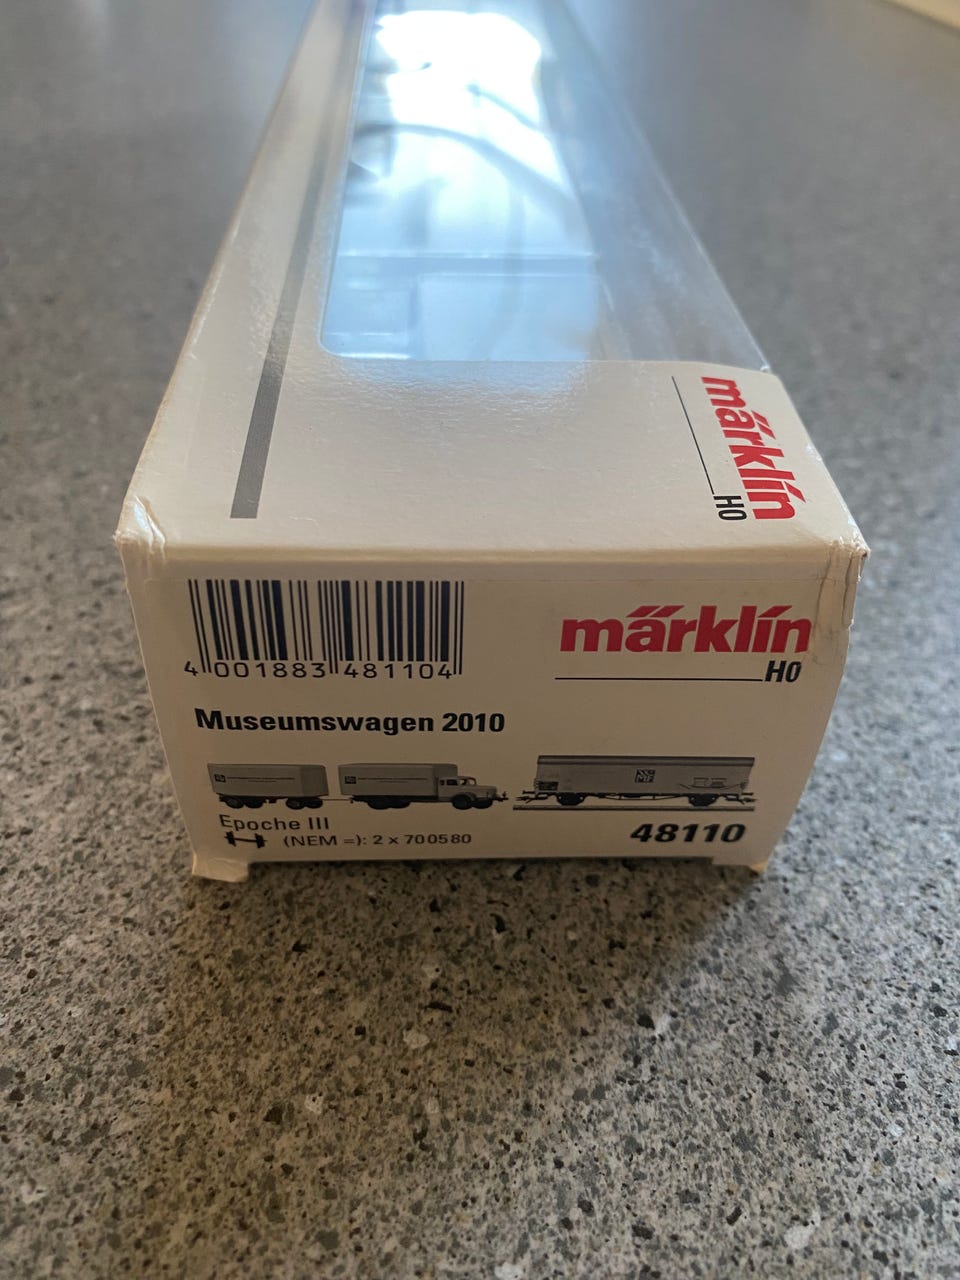 märklin
H0
4 001883 481104
märklin
H0
Museumswagen 2010
Epoche III
(NEM =): 2 x 700580
48110